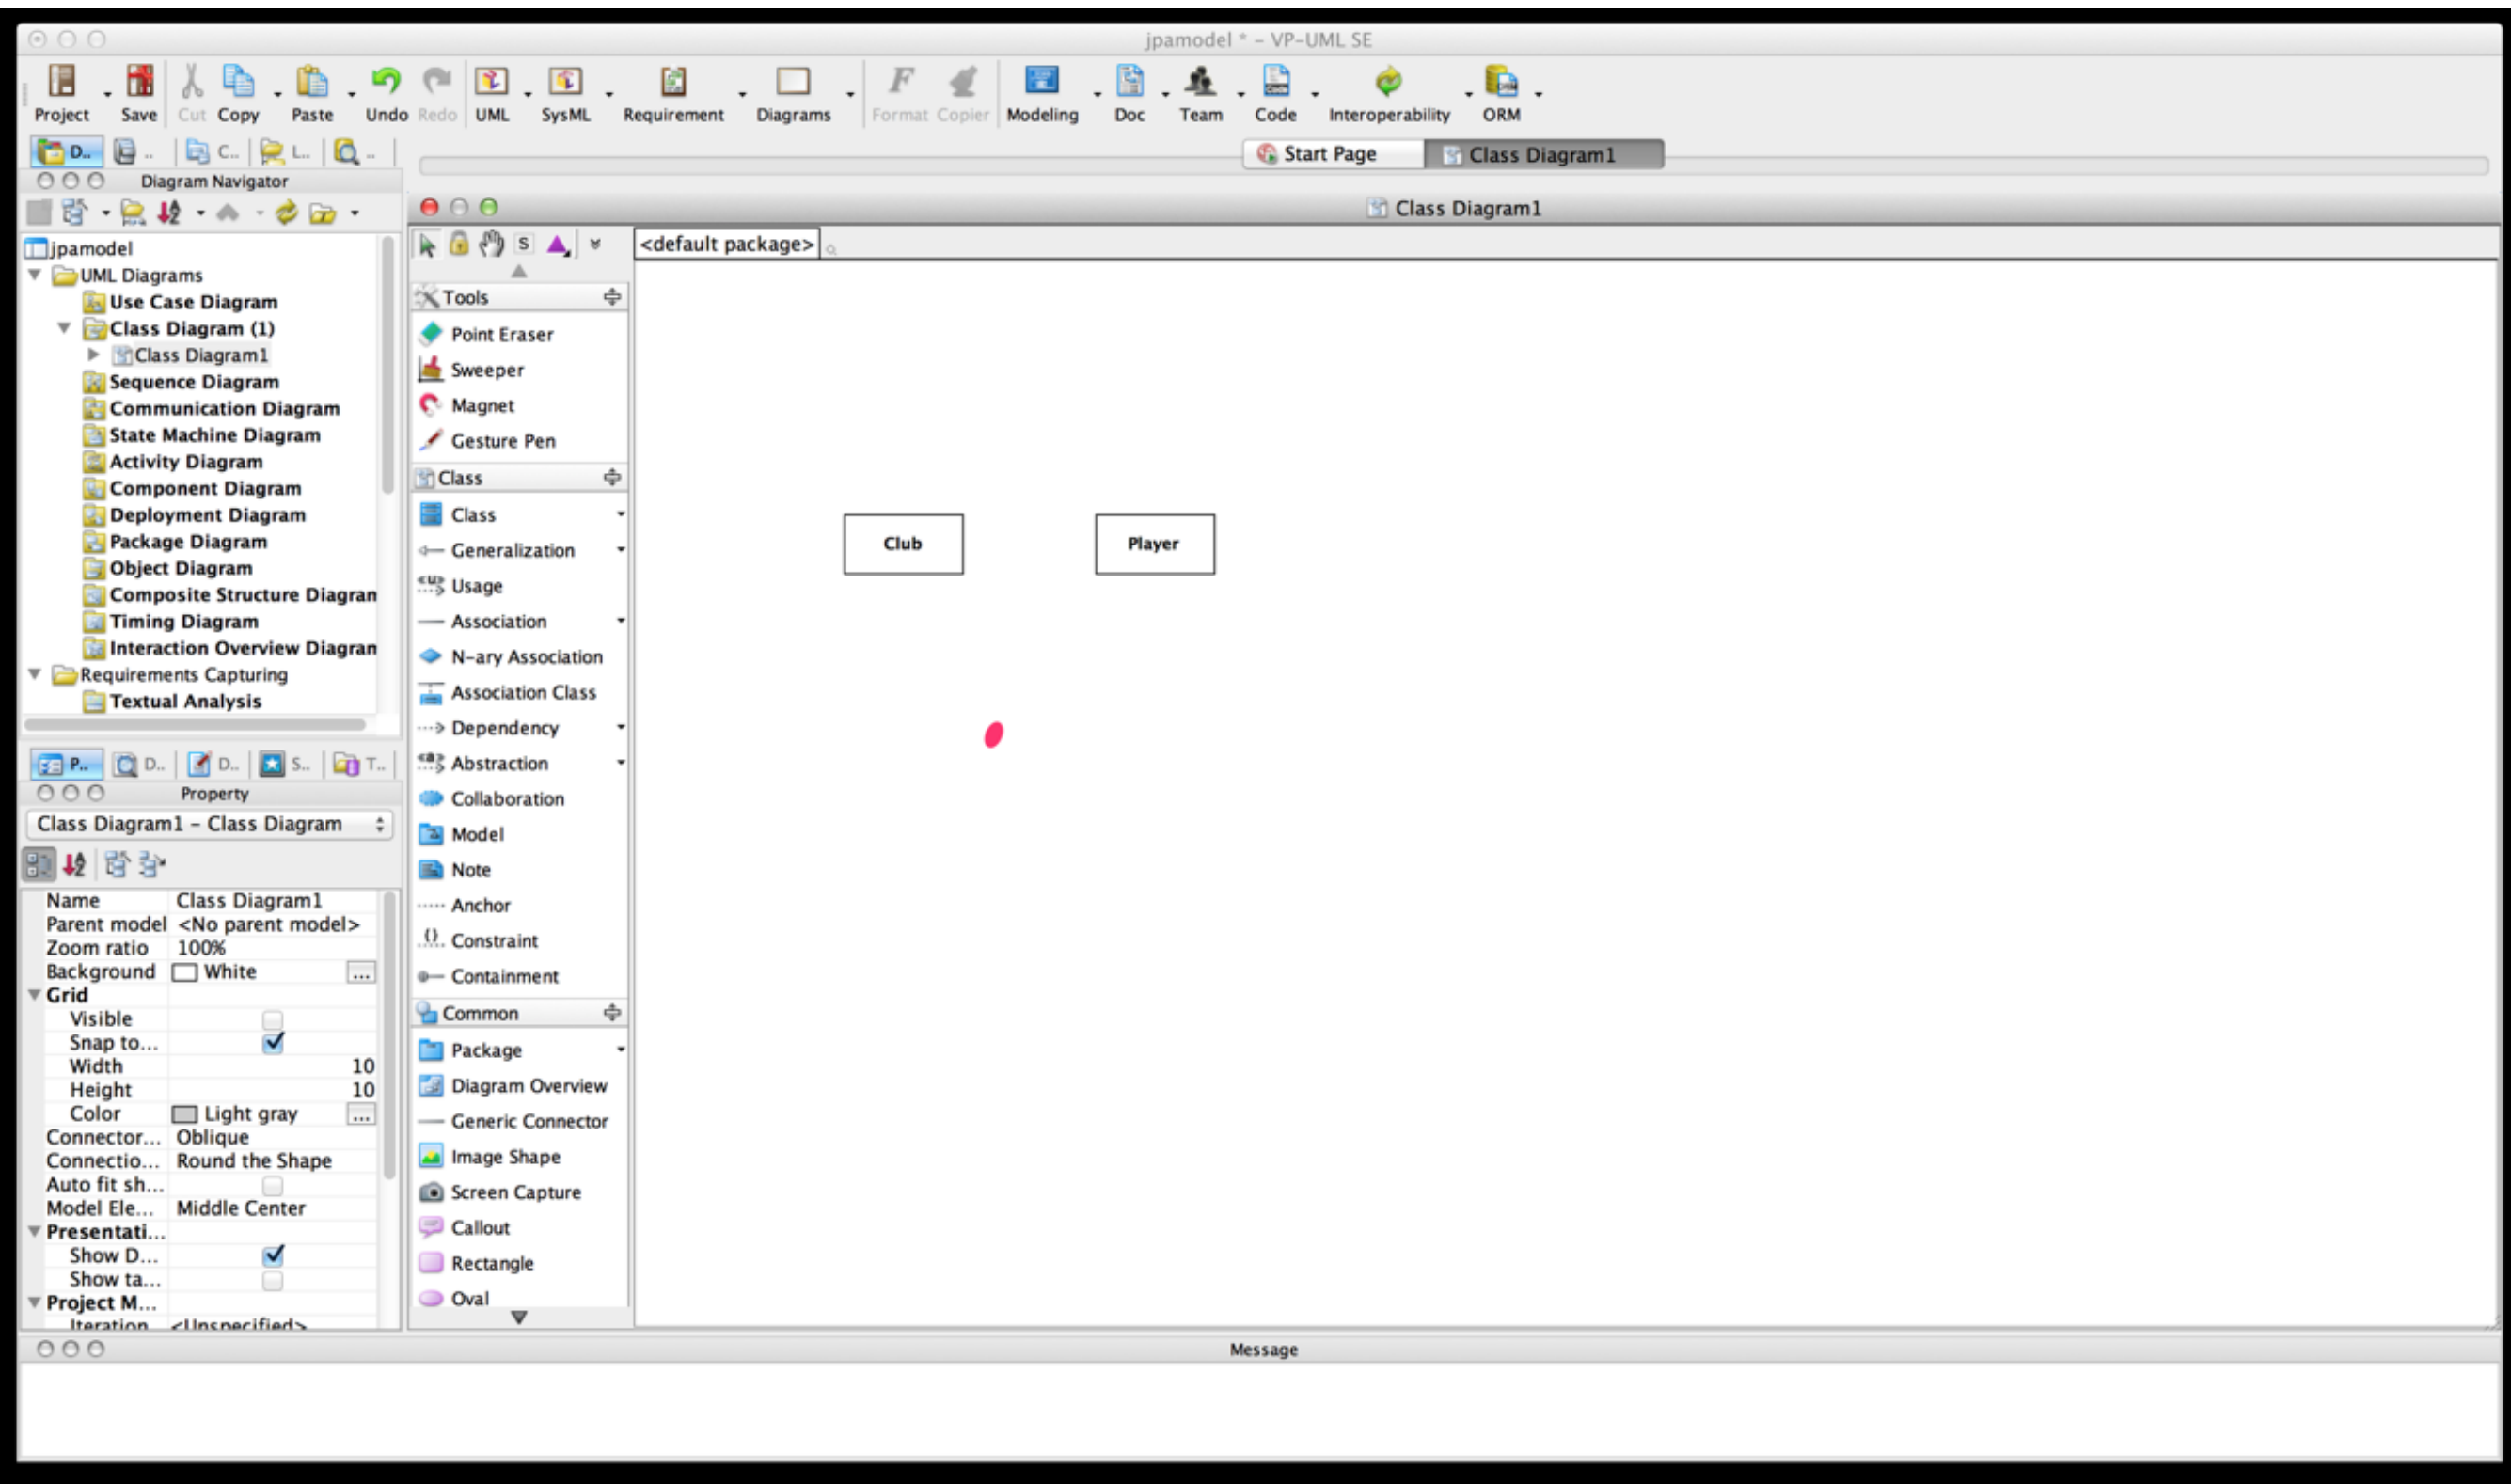 jpamodel * – VP–UML SE
Project Save Cut Copy Paste Undo Redo UML SysML Requirement Diagrams Format Copier Modeling Doc Team Code Interoperability ORM
D.. .. C.. L.. ..
Start Page Class Diagram1
Diagram Navigator
Class Diagram1
S <default package>
jpamodel
UML Diagrams
Use Case Diagram
Class Diagram (1)
Class Diagram1
Sequence Diagram
Communication Diagram
State Machine Diagram
Activity Diagram
Component Diagram
Deployment Diagram
Package Diagram
Object Diagram
Composite Structure Diagran
Timing Diagram
Interaction Overview Diagran
Requirements Capturing
Textual Analysis
P.. D.. D.. S.. T..
Property
Class Diagram1 – Class Diagram
Name Class Diagram1
Parent model <No parent model>
Zoom ratio 100%
Background White ...
Grid
Visible
Snap to...
Width 10
Height 10
Color Light gray ...
Connector... Oblique
Connectio... Round the Shape
Auto fit sh...
Model Ele... Middle Center
Presentati...
Show D...
Show ta...
Project M...
Iteration <Unspecified>
Tools
Point Eraser
Sweeper
Magnet
Gesture Pen
Class
Class
Generalization
Usage
Association
N–ary Association
Association Class
Dependency
Abstraction
Collaboration
Model
Note
Anchor
Constraint
Containment
Common
Package
Diagram Overview
Generic Connector
Image Shape
Screen Capture
Callout
Rectangle
Oval
Club
Player
Message